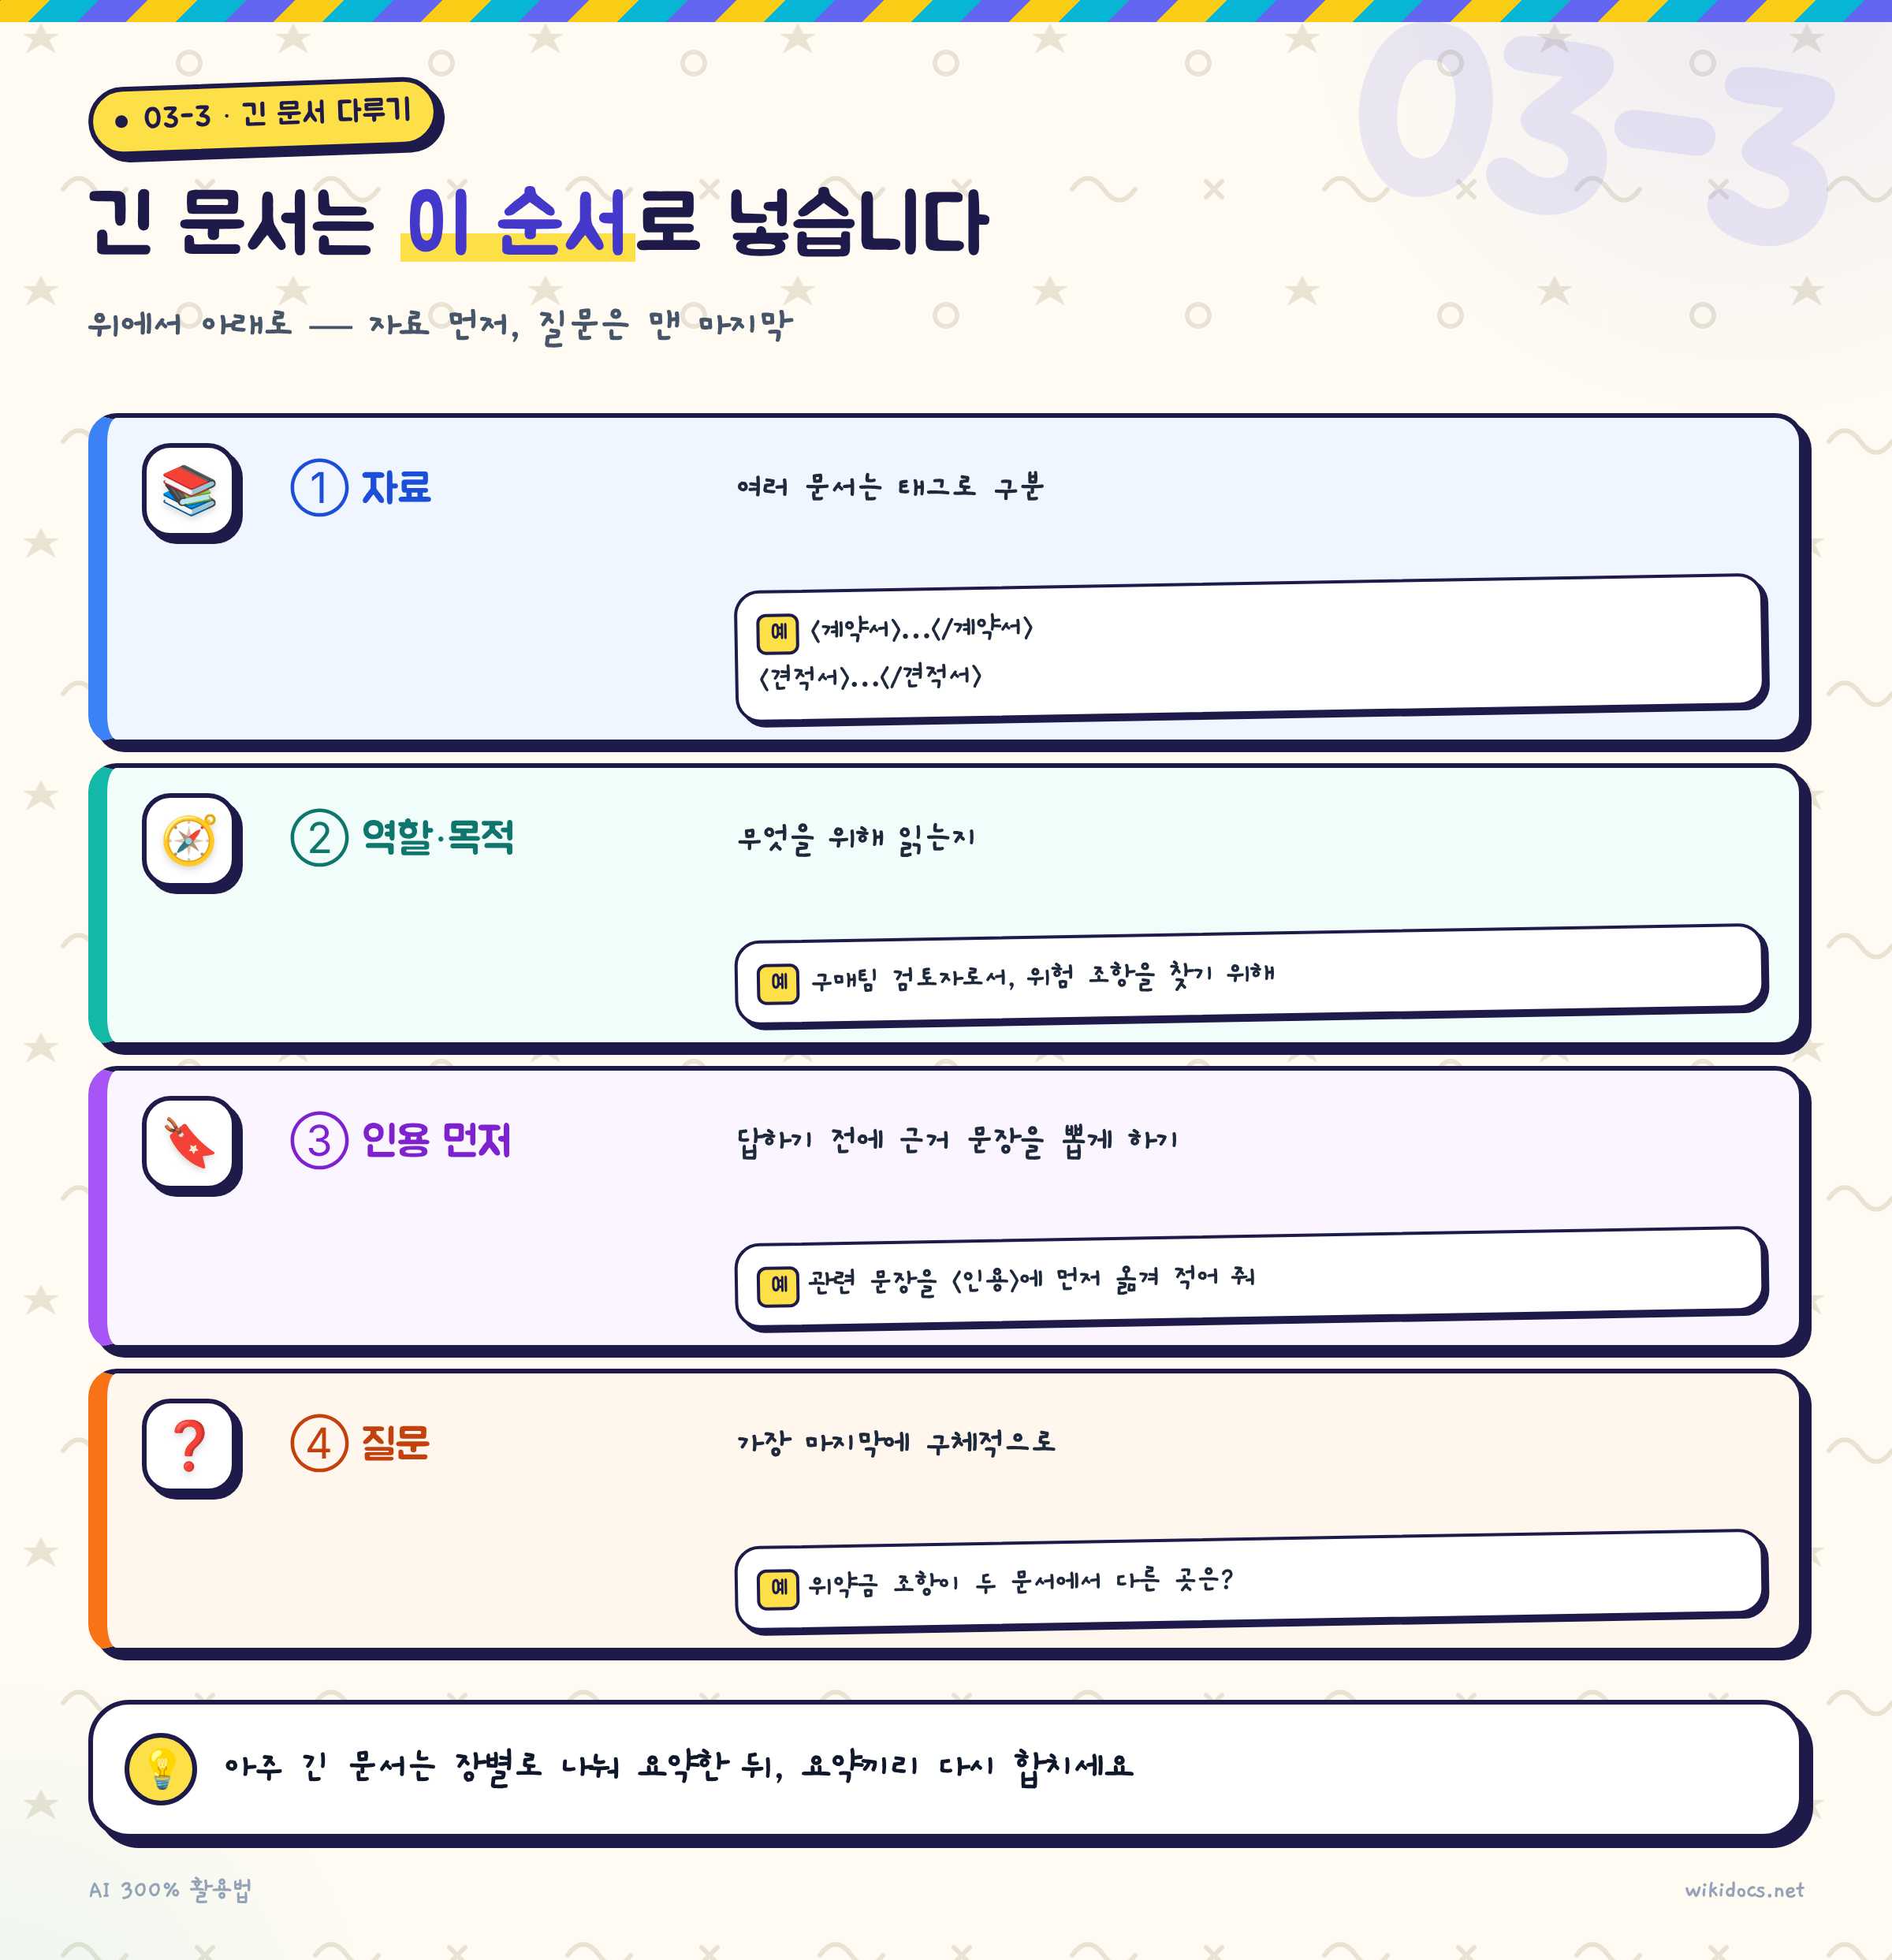 03-3
03-3 · 긴 문서 다루기
긴 문서는 이 순서로 넣습니다
위에서 아래로 — 자료 먼저, 질문은 맨 마지막
① 자료
여러 문서는 태그로 구분
예 <계약서>...</계약서>
<견적서>...</견적서>
② 역할·목적
무엇을 위해 읽는지
예 구매팀 검토자로서, 위험 조항을 찾기 위해
③ 인용 먼저
답하기 전에 근거 문장을 뽑게 하기
예 관련 문장을 <인용>에 먼저 옮겨 적어 줘
④ 질문
가장 마지막에 구체적으로
예 위약금 조항이 두 문서에서 다른 곳은?
아주 긴 문서는 장별로 나눠 요약한 뒤, 요약끼리 다시 합치세요
AI 300% 활용법
wikidocs.net